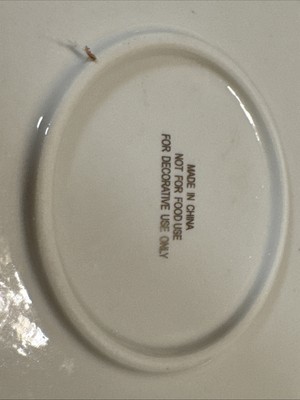 MADE IN CHINA
NOT FOR FOOD USE
FOR DECORATIVE USE ONLY